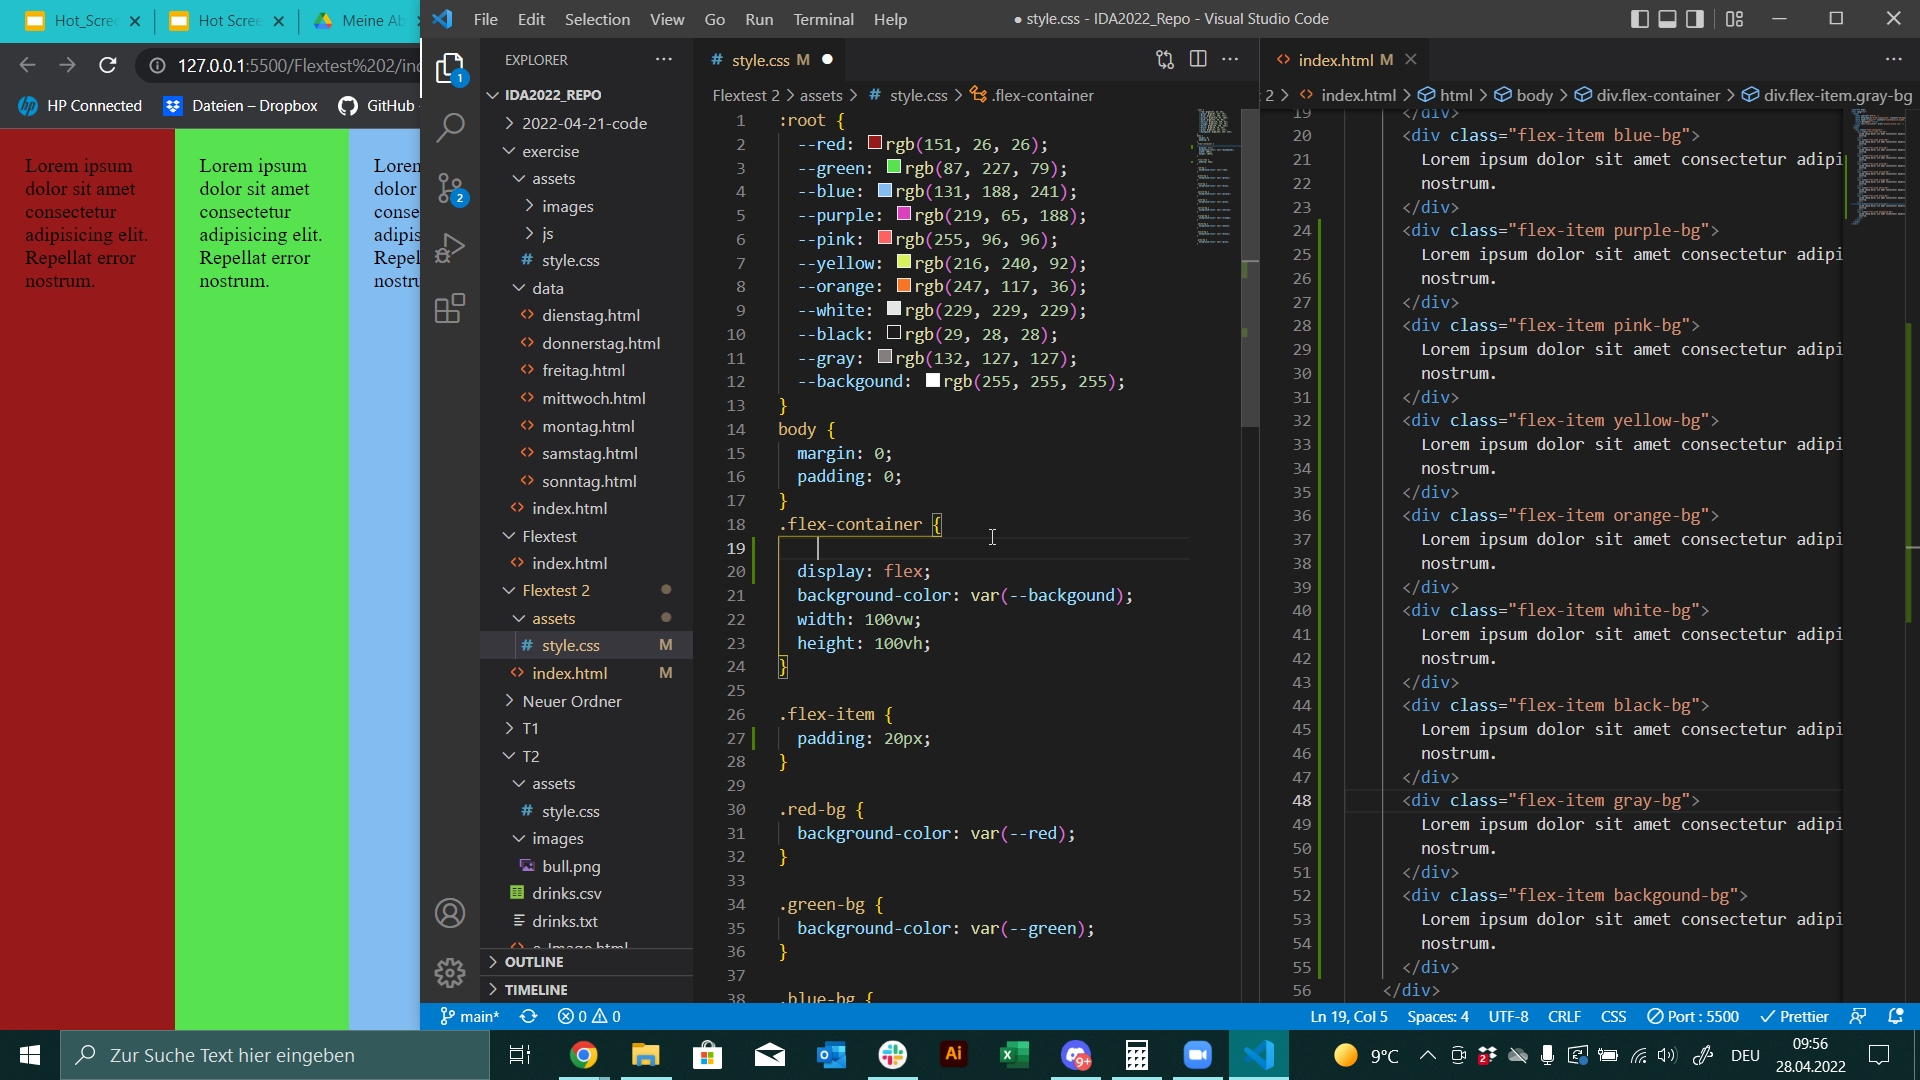 Hot_Scre
Hot Scree
Meine Ab
127.0.0.1:5500/Flextest%202/in
HP Connected
Dateien – Dropbox
GitHub
Lorem ipsum
dolor sit amet
consectetur
adipisicing elit.
Repellat error
nostrum.
Lorem ipsum
dolor sit amet
consectetur
adipisicing elit.
Repellat error
nostrum.
Loren
dolor
conse
adipis
Repel
nostru
File Edit Selection View Go Run Terminal Help
● style.css - IDA2022_Repo - Visual Studio Code
1
2
EXPLORER
IDA2022_REPO
2022-04-21-code
exercise
assets
images
js
# style.css
data
<> dienstag.html
<> donnerstag.html
<> freitag.html
<> mittwoch.html
<> montag.html
<> samstag.html
<> sonntag.html
<> index.html
Flextest
<> index.html
Flextest 2
assets
# style.css M
<> index.html M
Neuer Ordner
T1
T2
assets
# style.css
images
bull.png
drinks.csv
drinks.txt
OUTLINE
TIMELINE
# style.css M ●
Flextest 2 > assets > # style.css > .flex-container
1 :root {
2 --red: rgb(151, 26, 26);
3 --green: rgb(87, 227, 79);
4 --blue: rgb(131, 188, 241);
5 --purple: rgb(219, 65, 188);
6 --pink: rgb(255, 96, 96);
7 --yellow: rgb(216, 240, 92);
8 --orange: rgb(247, 117, 36);
9 --white: rgb(229, 229, 229);
10 --black: rgb(29, 28, 28);
11 --gray: rgb(132, 127, 127);
12 --backgound: rgb(255, 255, 255);
13 }
14 body {
15 margin: 0;
16 padding: 0;
17 }
18 .flex-container {
19
20 display: flex;
21 background-color: var(--backgound);
22 width: 100vw;
23 height: 100vh;
24 }
25
26 .flex-item {
27 padding: 20px;
28 }
29
30 .red-bg {
31 background-color: var(--red);
32 }
33
34 .green-bg {
35 background-color: var(--green);
36 }
37
38 .blue-bg {
<> index.html M
2 > <> index.html > html > body > div.flex-container > div.flex-item.gray-bg
19 </div>
20 <div class="flex-item blue-bg">
21 Lorem ipsum dolor sit amet consectetur adipi
22 nostrum.
23 </div>
24 <div class="flex-item purple-bg">
25 Lorem ipsum dolor sit amet consectetur adipi
26 nostrum.
27 </div>
28 <div class="flex-item pink-bg">
29 Lorem ipsum dolor sit amet consectetur adipi
30 nostrum.
31 </div>
32 <div class="flex-item yellow-bg">
33 Lorem ipsum dolor sit amet consectetur adipi
34 nostrum.
35 </div>
36 <div class="flex-item orange-bg">
37 Lorem ipsum dolor sit amet consectetur adipi
38 nostrum.
39 </div>
40 <div class="flex-item white-bg">
41 Lorem ipsum dolor sit amet consectetur adipi
42 nostrum.
43 </div>
44 <div class="flex-item black-bg">
45 Lorem ipsum dolor sit amet consectetur adipi
46 nostrum.
47 </div>
48 <div class="flex-item gray-bg">
49 Lorem ipsum dolor sit amet consectetur adipi
50 nostrum.
51 </div>
52 <div class="flex-item backgound-bg">
53 Lorem ipsum dolor sit amet consectetur adipi
54 nostrum.
55 </div>
56 </div>
main* 0 0 Ln 19, Col 5 Spaces: 4 UTF-8 CRLF CSS Port : 5500 Prettier
Zur Suche Text hier eingeben
Ai
9+
9°C
2
DEU
09:56
28.04.2022